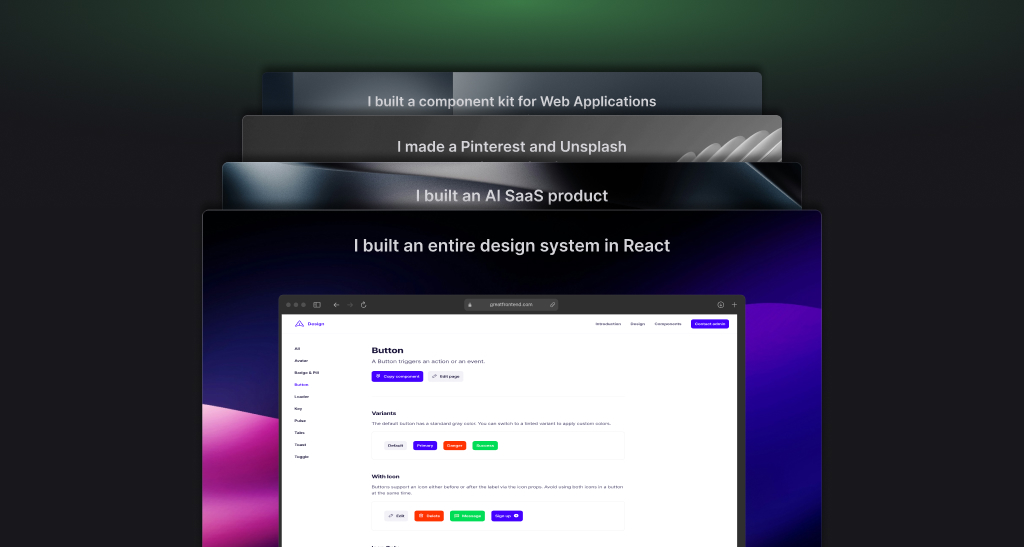 I built a component kit for Web Applications
I made a Pinterest and Unsplash
I built an AI SaaS product
I built an entire design system in React
greatfrontend.com
Design
Introduction
Design
Components
Contact admin
All
Avatar
Badge & Pill
Button
Loader
Key
Pulse
Tabs
Toast
Toggle
Button
A Button triggers an action or an event.
Copy component
Edit page
Variants
The default button has a standard gray color. You can switch to a tinted variant to apply custom colors.
Default
Primary
Danger
Success
With Icon
Buttons support an icon either before or after the label via the icon props. Avoid using both icons in a button
at the same time.
Edit
Delete
Message
Sign up